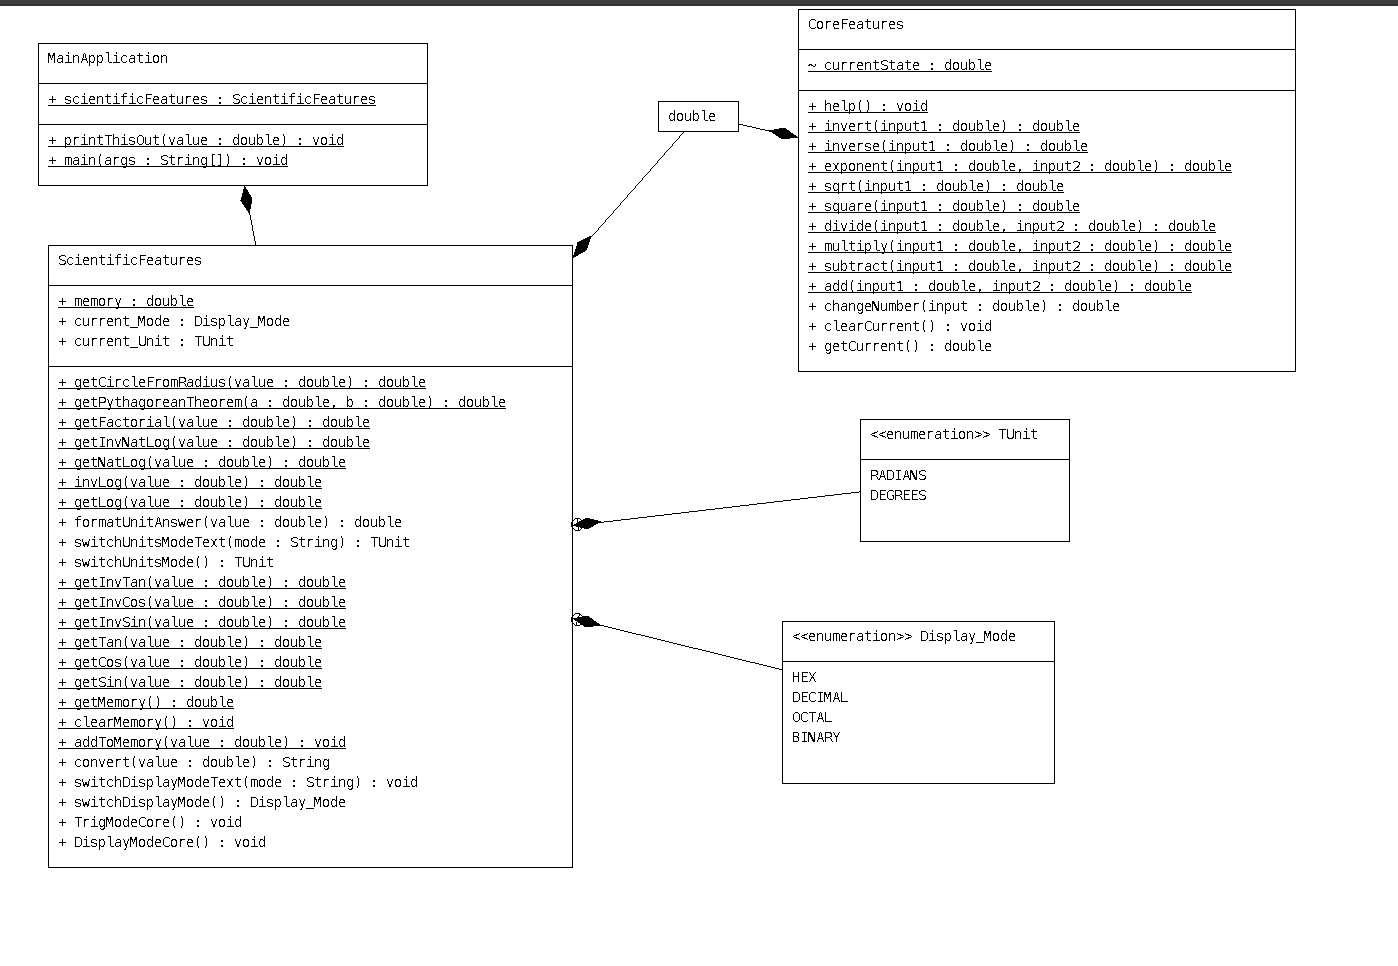 MainApplication
+ scientificFeatures : ScientificFeatures
+ printThisOut(value : double) : void
+ main(args : String[]) : void
double
CoreFeatures
~ currentState : double
+ help() : void
+ invert(input1 : double) : double
+ inverse(input1 : double) : double
+ exponent(input1 : double, input2 : double) : double
+ sqrt(input1 : double) : double
+ square(input1 : double) : double
+ divide(input1 : double, input2 : double) : double
+ multiply(input1 : double, input2 : double) : double
+ subtract(input1 : double, input2 : double) : double
+ add(input1 : double, input2 : double) : double
+ changeNumber(input : double) : double
+ clearCurrent() : void
+ getCurrent() : double
ScientificFeatures
+ memory : double
+ current_Mode : Display_Mode
+ current_Unit : TUnit
+ getCircleFromRadius(value : double) : double
+ getPythagoreanTheorem(a : double, b : double) : double
+ getFactorial(value : double) : double
+ getInvNatLog(value : double) : double
+ getNatLog(value : double) : double
+ invLog(value : double) : double
+ getLog(value : double) : double
+ formatUnitAnswer(value : double) : double
+ switchUnitsModeText(mode : String) : TUnit
+ switchUnitsMode() : TUnit
+ getInvTan(value : double) : double
+ getInvCos(value : double) : double
+ getInvSin(value : double) : double
+ getTan(value : double) : double
+ getCos(value : double) : double
+ getSin(value : double) : double
+ getMemory() : double
+ clearMemory() : void
+ addToMemory(value : double) : void
+ convert(value : double) : String
+ switchDisplayModeText(mode : String) : void
+ switchDisplayMode() : Display_Mode
+ TrigModeCore() : void
+ DisplayModeCore() : void
<<enumeration>> TUnit
RADIANS
DEGREES
<<enumeration>> Display_Mode
HEX
DECIMAL
OCTAL
BINARY